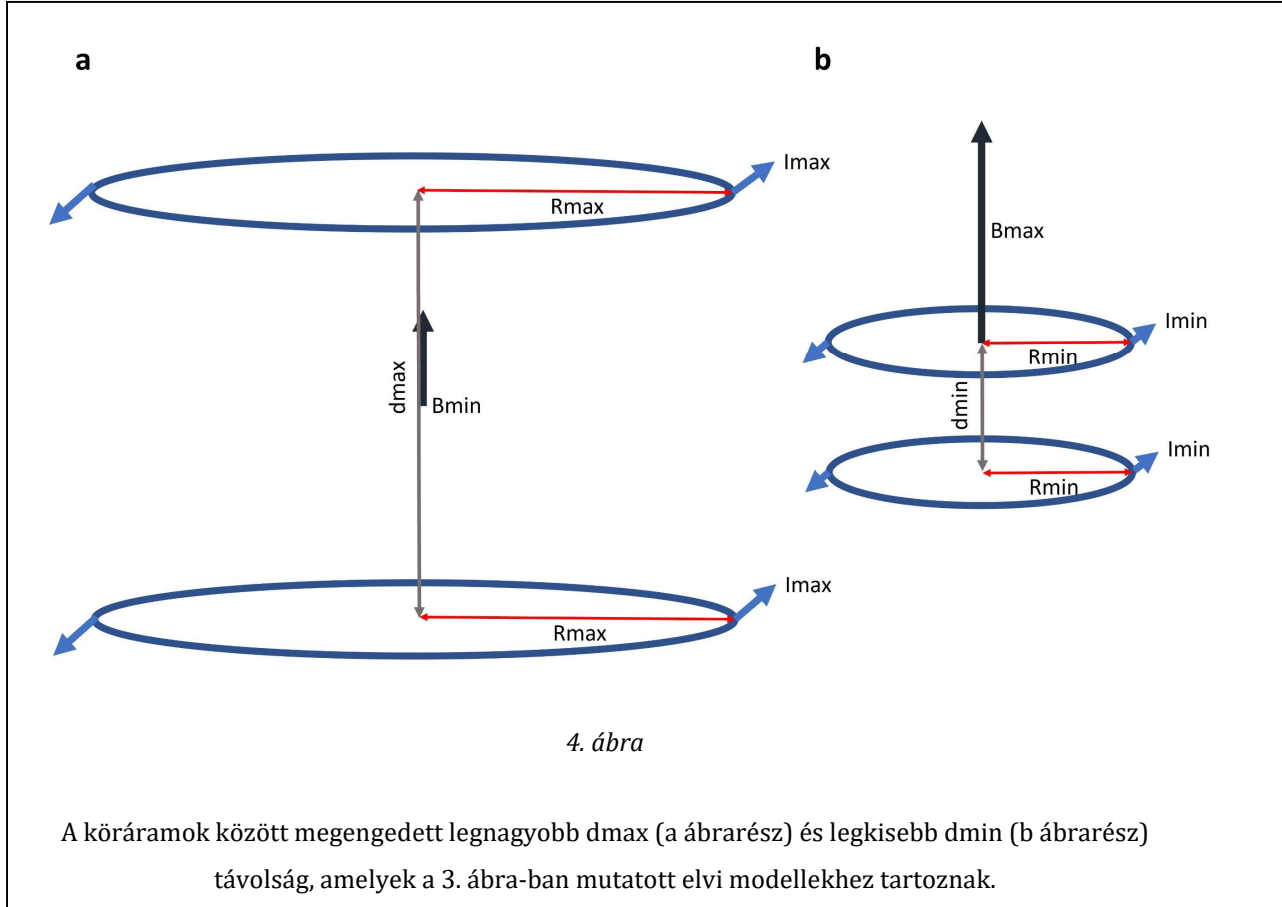 a
b
Imax
Rmax
dmax
Bmin
Imax
Rmax
Bmax
Imin
Rmin
dmin
Imin
Rmin
4. ábra
A köráramok között megengedett legnagyobb dmax (a ábrarész) és legkisebb dmin (b ábrarész)
távolság, amelyek a 3. ábra-ban mutatott elvi modellekhez tartoznak.